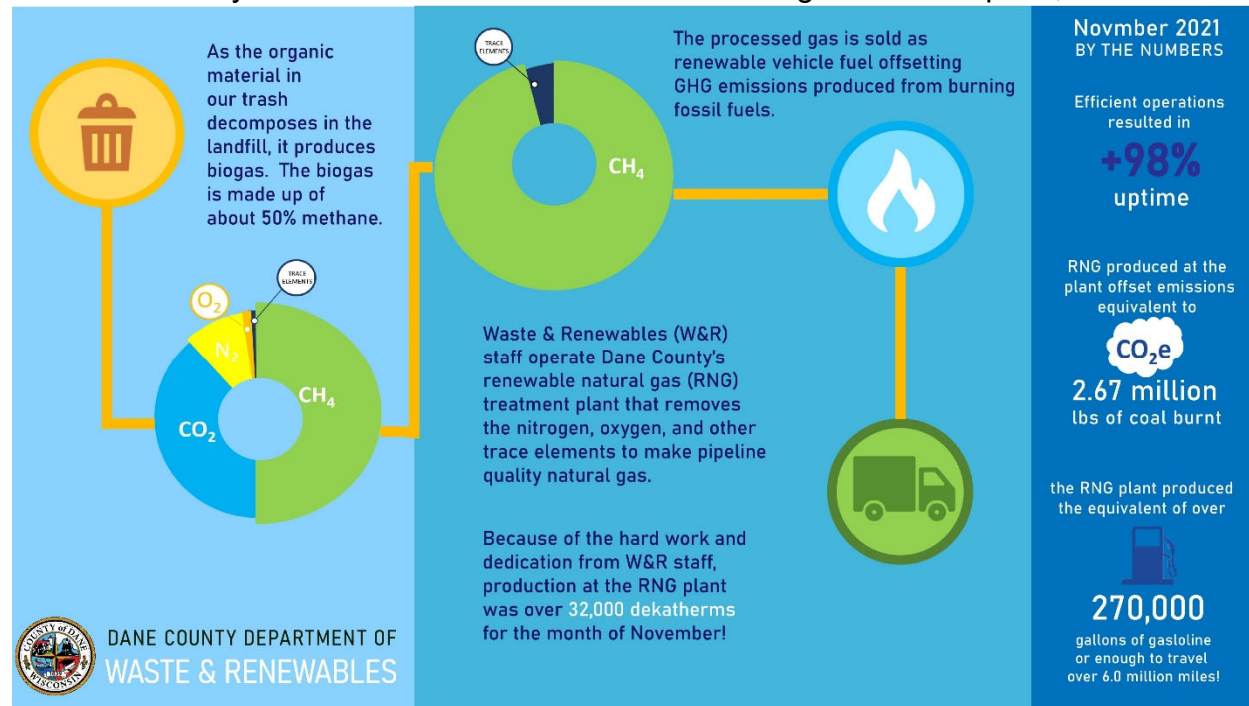 As the organic
material in
our trash
decomposes in the
landfill, it produces
biogas. The biogas
is made up of
about 50% methane.
O₂
TRACE
ELEMENTS
N₂
CH₄
CO₂
COUNTY of DANE
WISCONSIN
DANE COUNTY DEPARTMENT OF
WASTE & RENEWABLES
TRACE
ELEMENTS
CH₄
The processed gas is sold as
renewable vehicle fuel offsetting
GHG emissions produced from burning
fossil fuels.
Waste & Renewables (W&R)
staff operate Dane County's
renewable natural gas (RNG)
treatment plant that removes
the nitrogen, oxygen, and other
trace elements to make pipeline
quality natural gas.
Because of the hard work and
dedication from W&R staff,
production at the RNG plant
was over 32,000 dekatherms
for the month of November!
Novmber 2021
BY THE NUMBERS
Efficient operations
resulted in
+98%
uptime
RNG produced at the
plant offset emissions
equivalent to
CO₂e
2.67 million
lbs of coal burnt
the RNG plant produced
the equivalent of over
270,000
gallons of gasloline
or enough to travel
over 6.0 million miles!